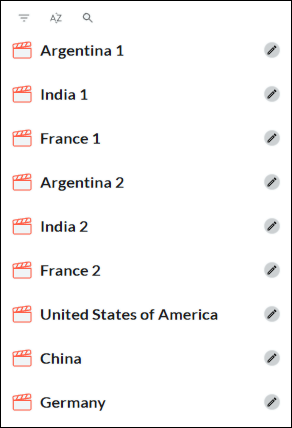 Argentina 1
India 1
France 1
Argentina 2
India 2
France 2
United States of America
China
Germany